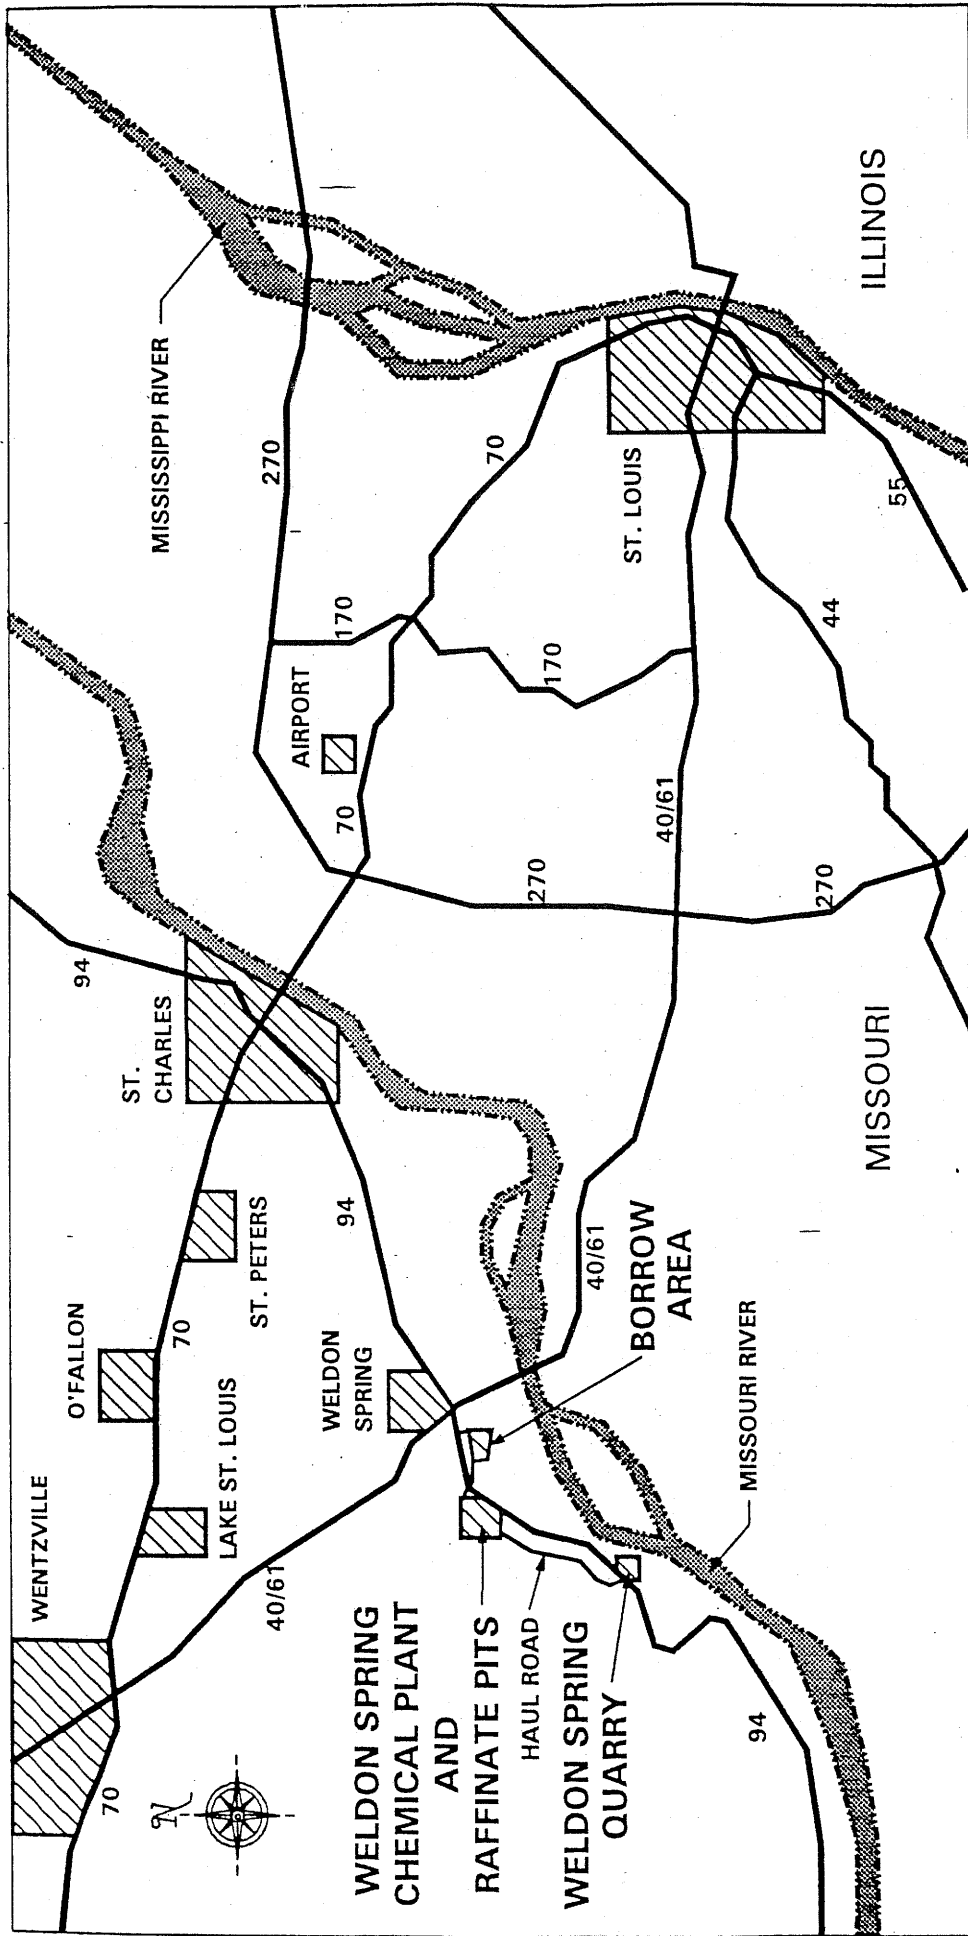 WENTZVILLE
O'FALLON
LAKE ST. LOUIS
ST. PETERS
ST.
CHARLES
WELDON
SPRING
AIRPORT
MISSISSIPPI RIVER
ST. LOUIS
ILLINOIS
MISSOURI
MISSOURI RIVER
BORROW
AREA
WELDON SPRING
CHEMICAL PLANT
AND
RAFFINATE PITS
HAUL ROAD
WELDON SPRING
QUARRY
N
70
70
70
70
94
94
94
40/61
40/61
40/61
270
270
270
170
170
44
55